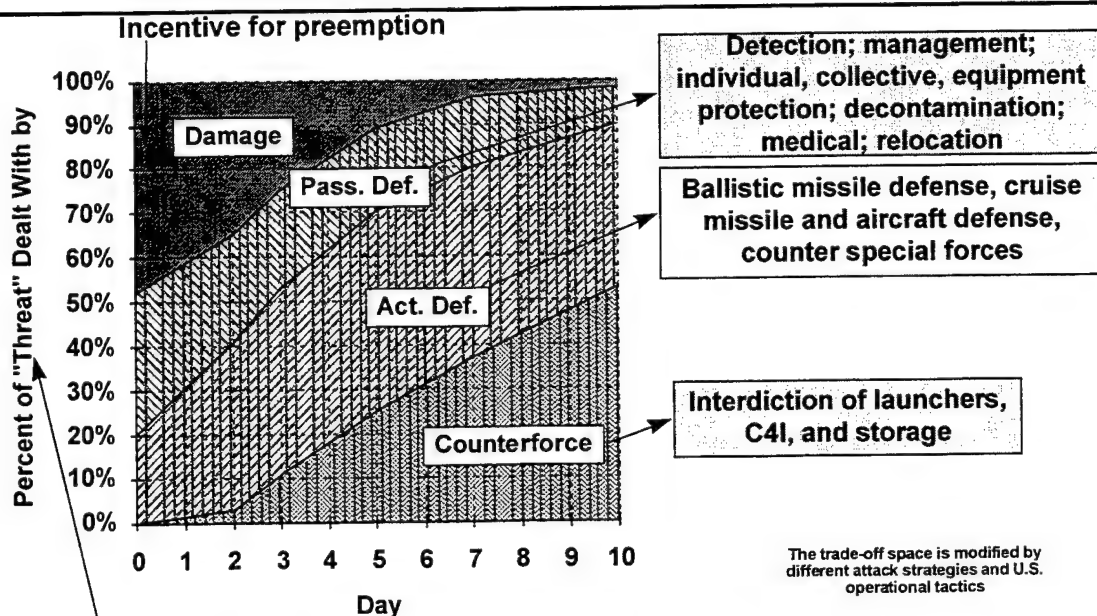 Incentive for preemption
Percent of "Threat" Dealt With by
100%
90%
80%
70%
60%
50%
40%
30%
20%
10%
0%
Damage
Pass. Def.
Act. Def.
Counterforce
0 1 2 3 4 5 6 7 8 9 10
Day
Detection; management;
individual, collective, equipment
protection; decontamination;
medical; relocation
Ballistic missile defense, cruise
missile and aircraft defense,
counter special forces
Interdiction of launchers,
C4I, and storage
The trade-off space is modified by
different attack strategies and U.S.
operational tactics